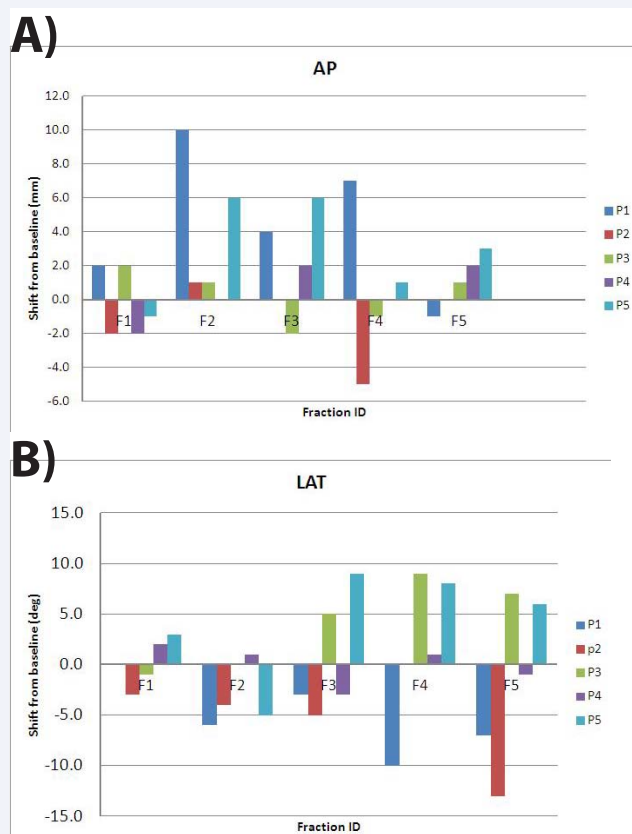 A)
AP
12.0
10.0
8.0
6.0
4.0
2.0
0.0
-2.0
-4.0
-6.0
Shift from baseline (mm)
F1 F2 F3 F4 F5
Fraction ID
P1
P2
P3
P4
P5
B)
LAT
15.0
10.0
5.0
0.0
-5.0
-10.0
-15.0
Shift from baseline (deg)
F1 F2 F3 F4 F5
Fraction ID
P1
p2
P3
P4
P5